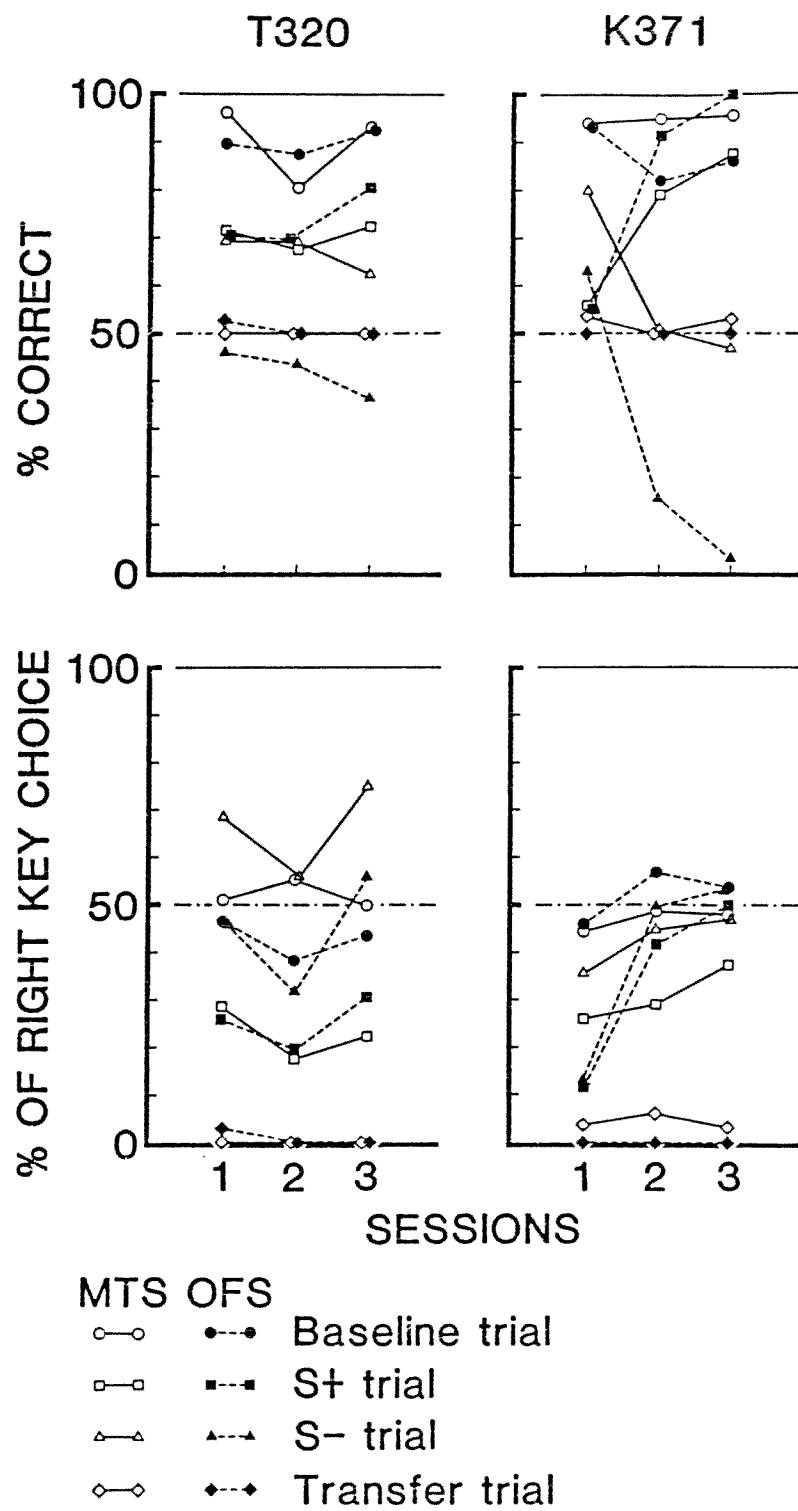 T320 K371
100
% CORRECT
50
0
100
% OF RIGHT KEY CHOICE
50
0
1 2 3 1 2 3
SESSIONS
MTS OFS
Baseline trial
S+ trial
S- trial
Transfer trial